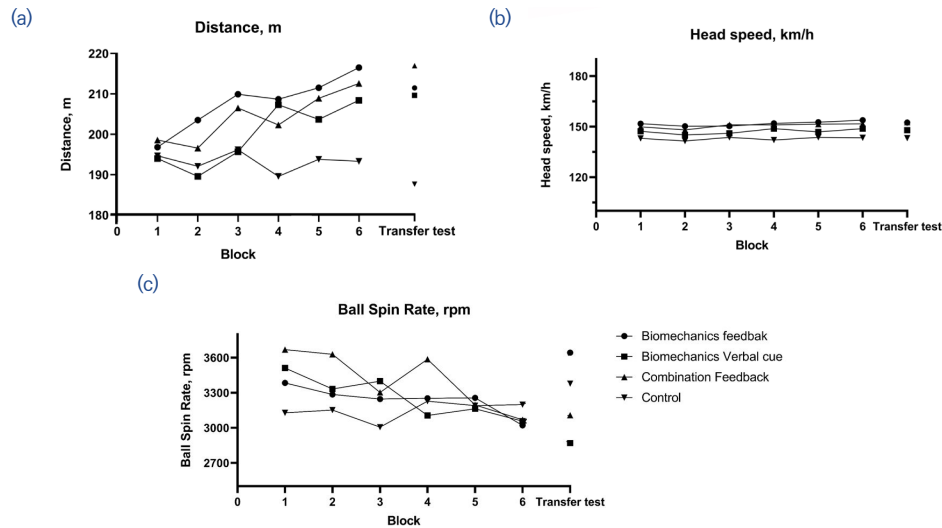 (a)
Distance, m
220
210
200
190
180
Distance, m
0 1 2 3 4 5 6 Transfer test
Block
(b)
Head speed, km/h
180
150
120
Head speed, km/h
0 1 2 3 4 5 6 Transfer test
Block
(c)
Ball Spin Rate, rpm
3600
3300
3000
2700
Ball Spin Rate, rpm
0 1 2 3 4 5 6 Transfer test
Block
Biomechanics feedbak
Biomechanics Verbal cue
Combination Feedback
Control